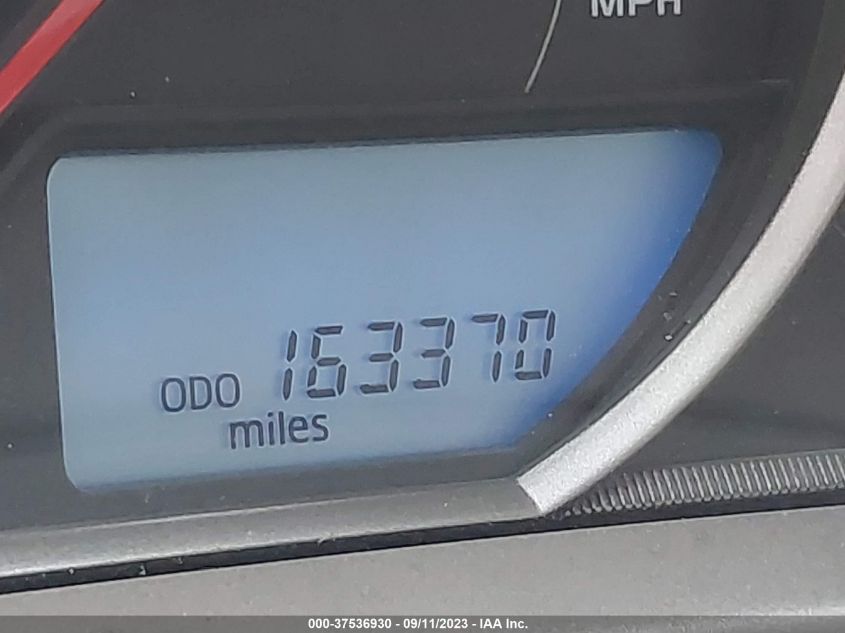 MPH
ODO 163370
miles
000-37536930 - 09/11/2023 - IAA Inc.